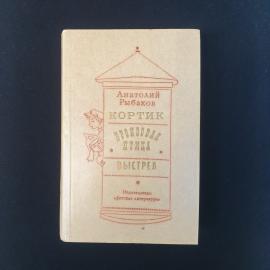 Анатолий
Рыбаков
КОРТИК
БРОНЗОВАЯ
ПТИЦА
ВЫСТРЕЛ
Издательство
«Детская литература»